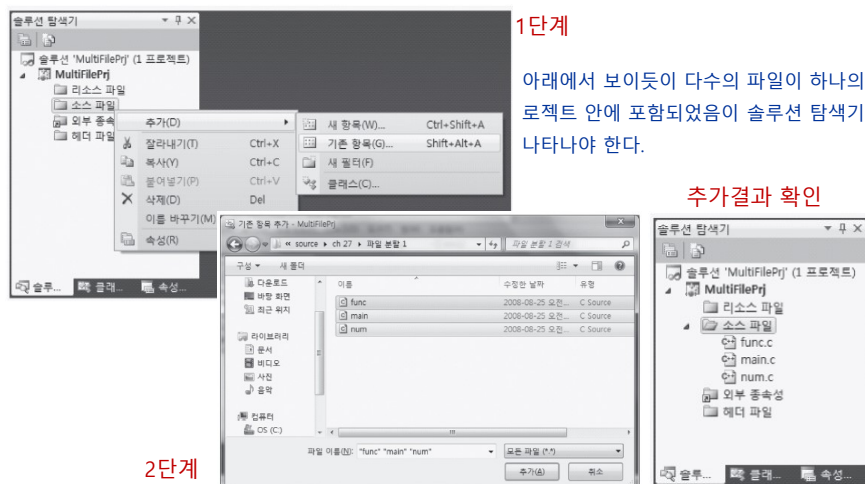 솔루션 탐색기
솔루션 'MultiFilePrj' (1 프로젝트)
MultiFilePrj
리소스 파일
소스 파일
외부 종속
헤더 파일
추가(D)
잘라내기(T) Ctrl+X
복사(Y) Ctrl+C
붙여넣기(P) Ctrl+V
삭제(D) Del
이름 바꾸기(M)
속성(R)
새 항목(W)... Ctrl+Shift+A
기존 항목(G)... Shift+Alt+A
새 필터(F)
클래스(C)...
솔루... 클래... 속성...
1단계
아래에서 보이듯이 다수의 파일이 하나의
로젝트 안에 포함되었음이 솔루션 탐색기
나타나야 한다.
기존 항목 추가 - MultiFilePrj
« source ▸ ch 27 ▸ 파일 분할 1
파일 분할 1 검색
구성 새 폴더
다운로드
바탕 화면
최근 위치
라이브러리
문서
비디오
사진
음악
컴퓨터
OS (C:)
이름 수정한 날짜 유형
func 2008-08-25 오전... C Source
main 2008-08-25 오전... C Source
num 2008-08-25 오전... C Source
파일 이름(N): "func" "main" "num"
모든 파일 (*.*)
추가(A) 취소
2단계
추가결과 확인
솔루션 탐색기
솔루션 'MultiFilePrj' (1 프로젝트)
MultiFilePrj
리소스 파일
소스 파일
func.c
main.c
num.c
외부 종속성
헤더 파일
솔루... 클래... 속성...